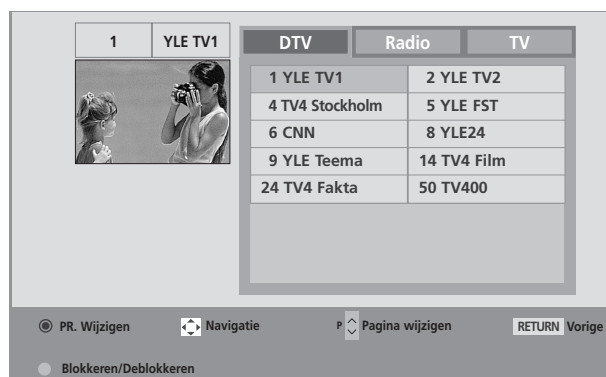 1 YLE TV1
DTV Radio TV
1 YLE TV1 2 YLE TV2
4 TV4 Stockholm 5 YLE FST
6 CNN 8 YLE24
9 YLE Teema 14 TV4 Film
24 TV4 Fakta 50 TV400
PR. Wijzigen Navigatie P Pagina wijzigen RETURN Vorige
Blokkeren/Deblokkeren